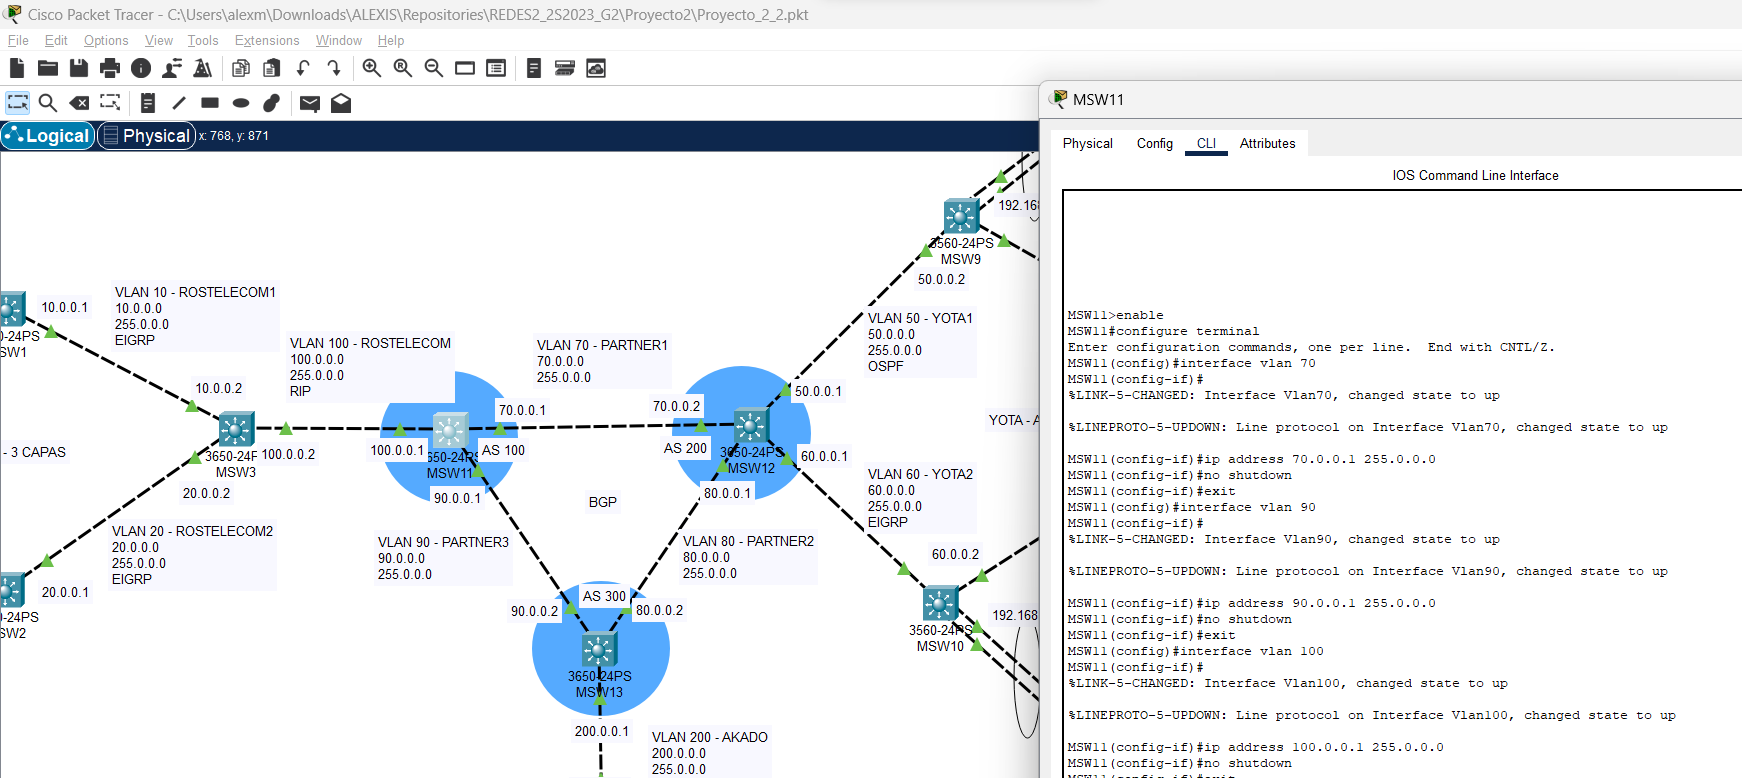 Cisco Packet Tracer - C:\Users\alexm\Downloads\ALEXIS\Repositories\REDES2_2S2023_G2\Proyecto2\Proyecto_2_2.pkt
File Edit Options View Tools Extensions Window Help
Logical Physical x: 768, y: 871
10.0.0.1
VLAN 10 - ROSTELECOM1
10.0.0.0
255.0.0.0
EIGRP
10.0.0.2
VLAN 100 - ROSTELECOM
100.0.0.0
255.0.0.0
RIP
VLAN 70 - PARTNER1
70.0.0.0
255.0.0.0
70.0.0.1
70.0.0.2
- 3 CAPAS
MSW3
100.0.0.2
100.0.0.1
AS 100
MSW11
90.0.0.1
AS 200
3650-24PS
MSW12
80.0.0.1
20.0.0.2
VLAN 20 - ROSTELECOM2
20.0.0.0
255.0.0.0
EIGRP
20.0.0.1
BGP
VLAN 90 - PARTNER3
90.0.0.0
255.0.0.0
VLAN 80 - PARTNER2
80.0.0.0
255.0.0.0
90.0.0.2
AS 300
80.0.0.2
3650-24PS
MSW13
200.0.0.1
VLAN 200 - AKADO
200.0.0.0
255.0.0.0
192.168
3560-24PS
MSW9
50.0.0.2
VLAN 50 - YOTA1
50.0.0.0
255.0.0.0
OSPF
50.0.0.1
YOTA - A
60.0.0.1
VLAN 60 - YOTA2
60.0.0.0
255.0.0.0
EIGRP
60.0.0.2
192.168
3560-24PS
MSW10
MSW11
Physical Config CLI Attributes
IOS Command Line Interface
MSW11>enable
MSW11#configure terminal
Enter configuration commands, one per line. End with CNTL/Z.
MSW11(config)#interface vlan 70
MSW11(config-if)#
%LINK-5-CHANGED: Interface Vlan70, changed state to up
%LINEPROTO-5-UPDOWN: Line protocol on Interface Vlan70, changed state to up
MSW11(config-if)#ip address 70.0.0.1 255.0.0.0
MSW11(config-if)#no shutdown
MSW11(config-if)#exit
MSW11(config)#interface vlan 90
MSW11(config-if)#
%LINK-5-CHANGED: Interface Vlan90, changed state to up
%LINEPROTO-5-UPDOWN: Line protocol on Interface Vlan90, changed state to up
MSW11(config-if)#ip address 90.0.0.1 255.0.0.0
MSW11(config-if)#no shutdown
MSW11(config-if)#exit
MSW11(config)#interface vlan 100
MSW11(config-if)#
%LINK-5-CHANGED: Interface Vlan100, changed state to up
%LINEPROTO-5-UPDOWN: Line protocol on Interface Vlan100, changed state to up
MSW11(config-if)#ip address 100.0.0.1 255.0.0.0
MSW11(config-if)#no shutdown